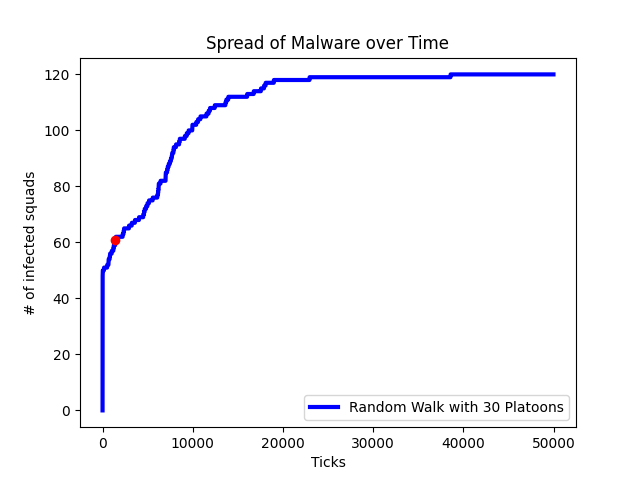 Spread of Malware over Time
# of infected squads
120
100
80
60
40
20
0
0 10000 20000 30000 40000 50000
Ticks
Random Walk with 30 Platoons